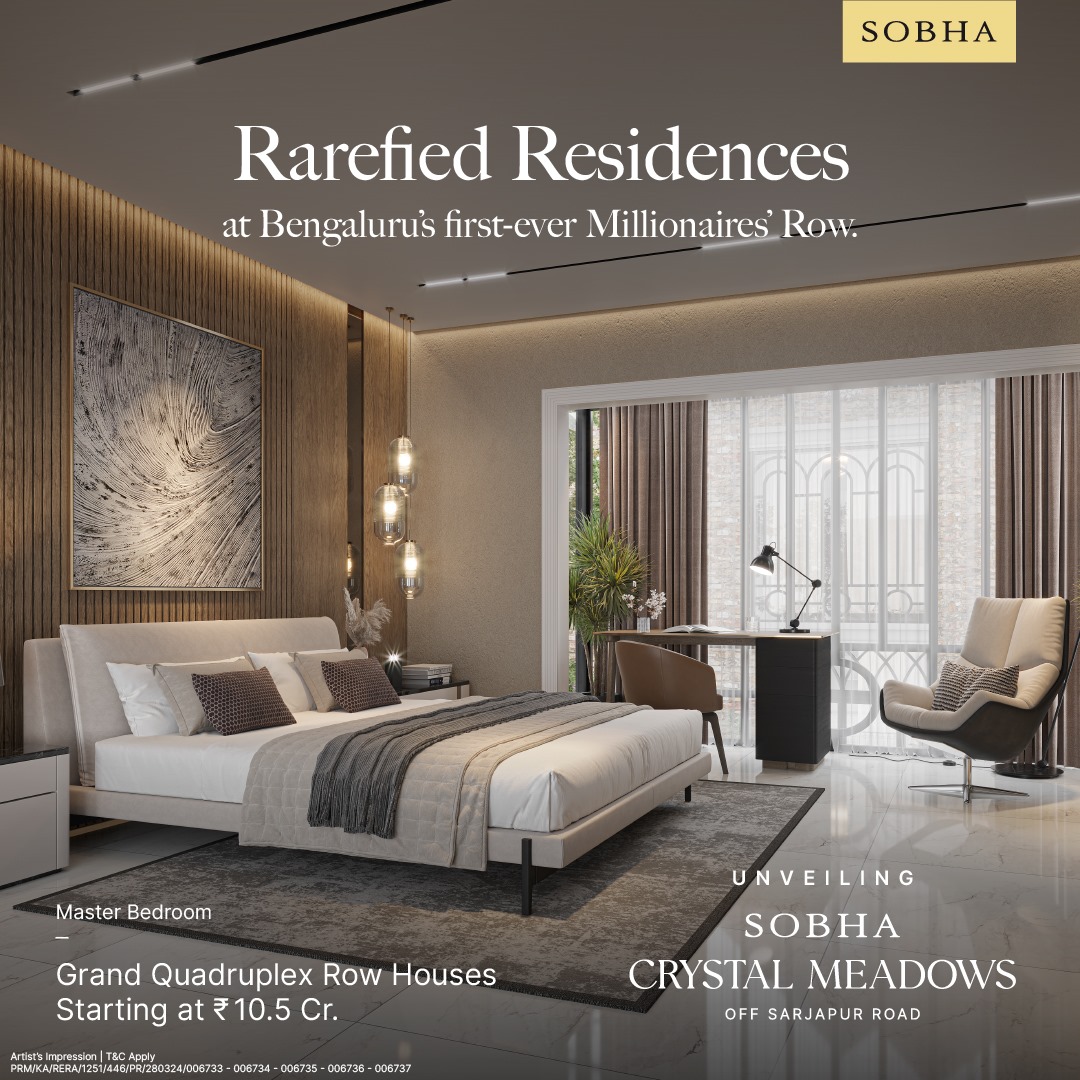 SOBHA
Rarefied Residences
at Bengaluru's first-ever Millionaires' Row.
UNVEILING
SOBHA
CRYSTAL MEADOWS
OFF SARJAPUR ROAD
Master Bedroom
–
Grand Quadruplex Row Houses
Starting at ₹10.5 Cr.
Artist's Impression | T&C Apply
PRM/KA/RERA/1251/446/PR/280324/006733 - 006734 - 006735 - 006736 - 006737